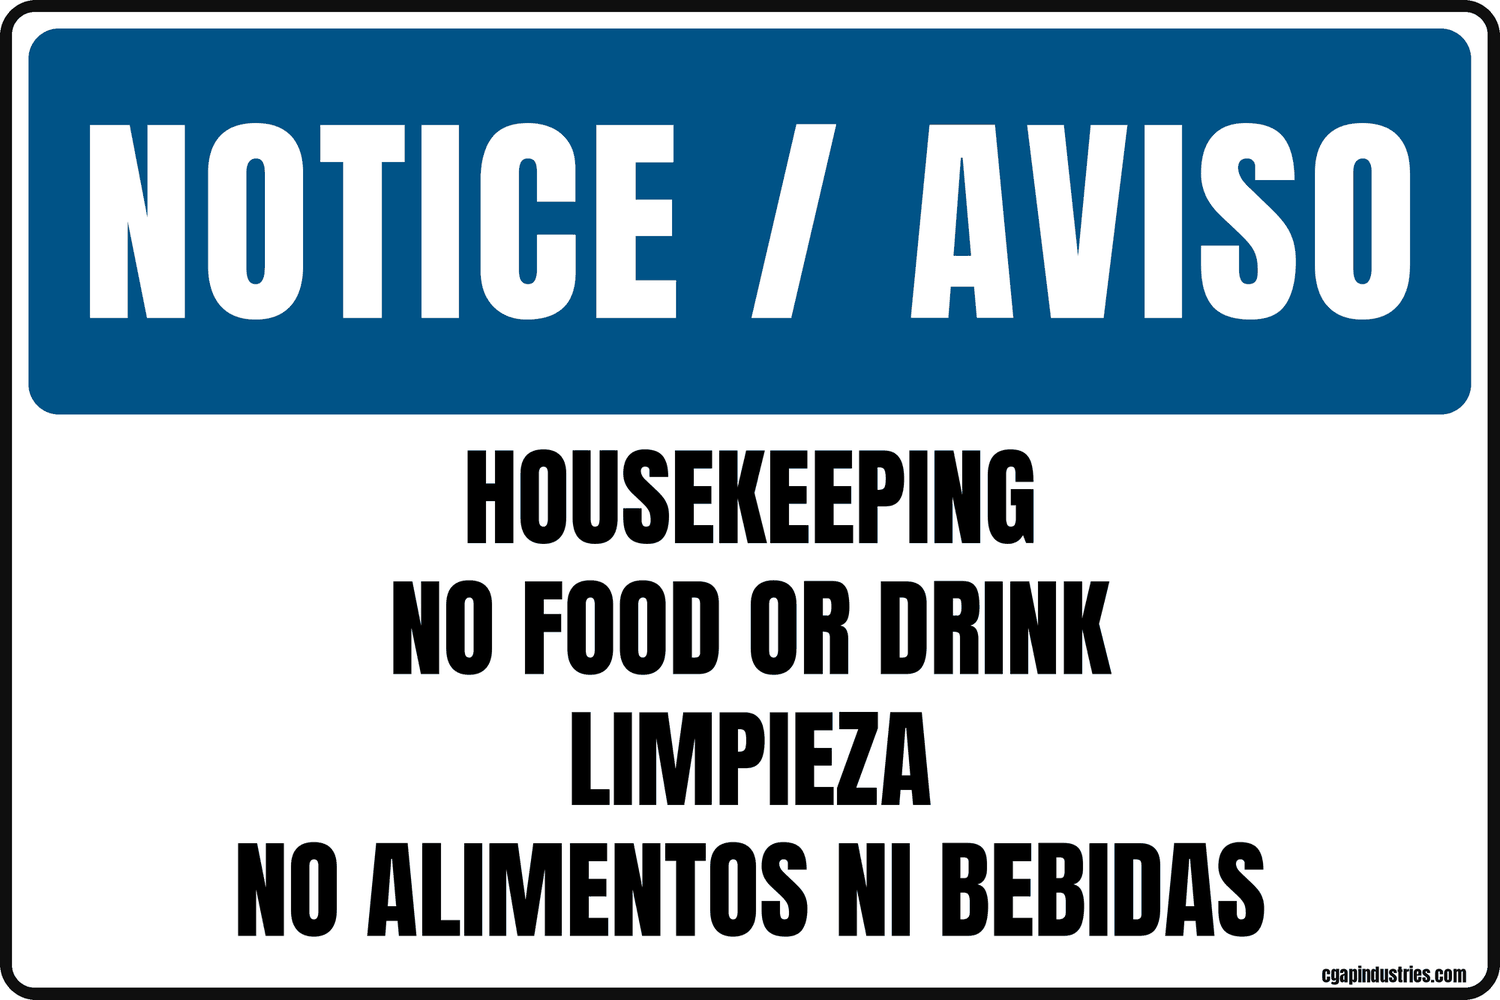 NOTICE / AVISO
HOUSEKEEPING
NO FOOD OR DRINK
LIMPIEZA
NO ALIMENTOS NI BEBIDAS
cgapindustries.com